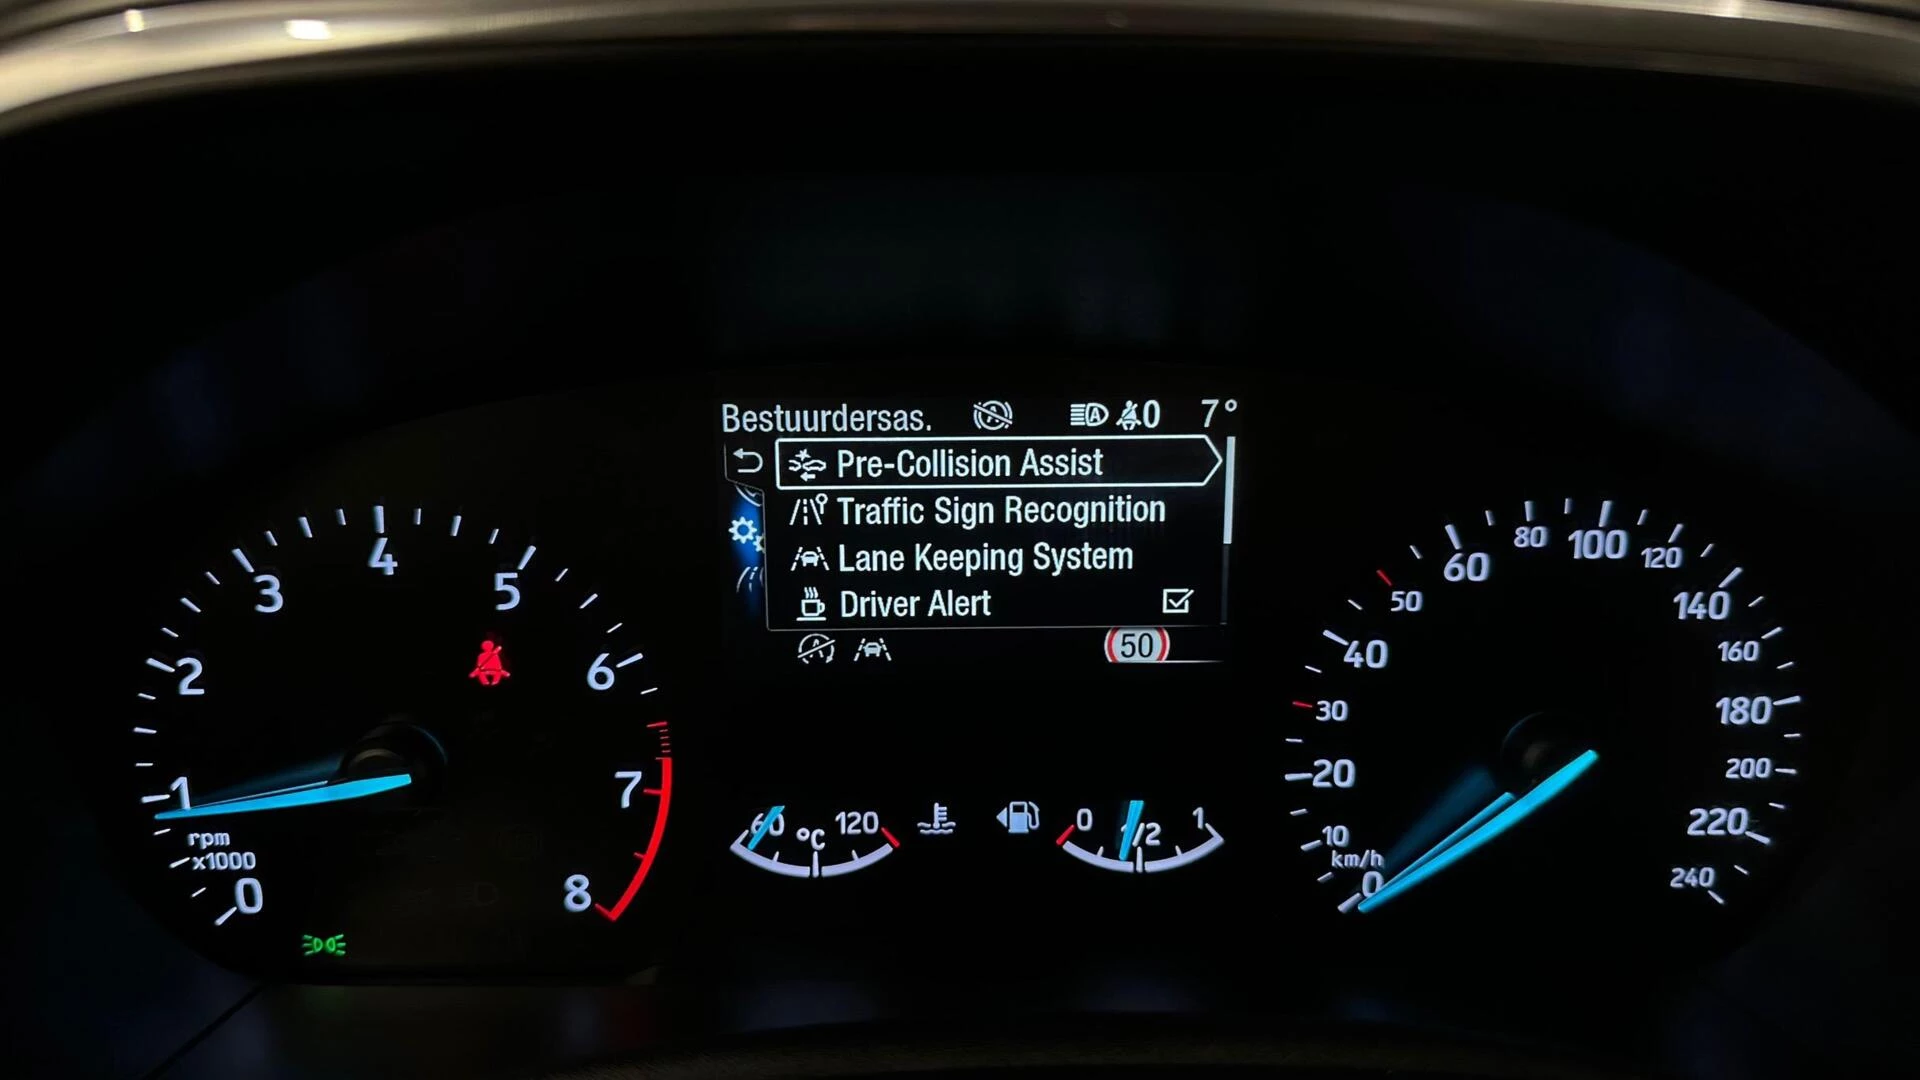 Bestuurdersas. 0 7°
Pre-Collision Assist
Traffic Sign Recognition
Lane Keeping System
Driver Alert
50
0
1
2
3
4
5
6
7
8
rpm
x1000
60 °C 120
0 1/2 1
0
10
20
30
40
50
60
80
100
120
140
160
180
200
220
240
km/h